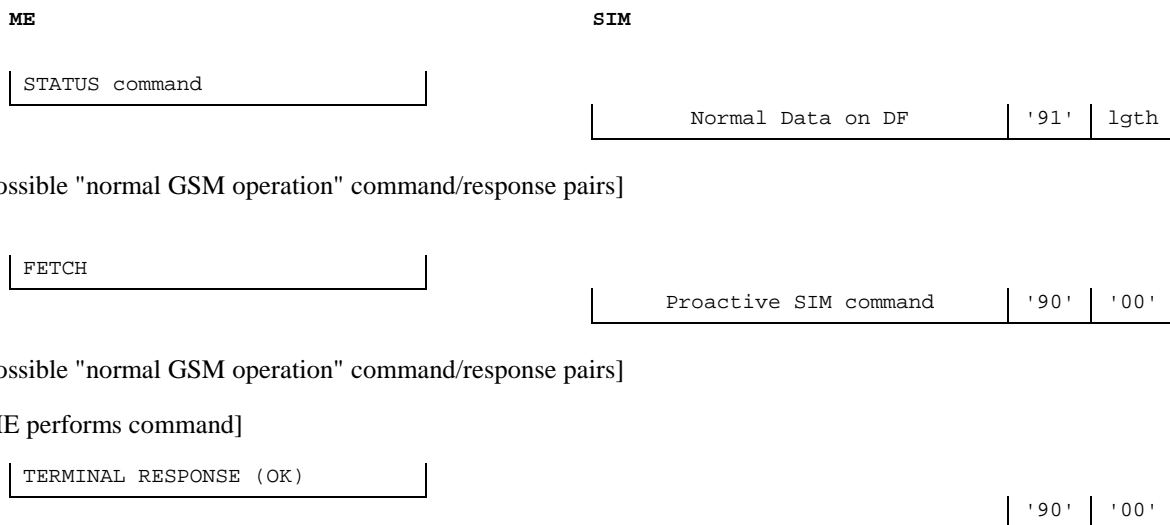 ME SIM
STATUS command
Normal Data on DF '91' lgth
ossible "normal GSM operation" command/response pairs]
FETCH
Proactive SIM command '90' '00'
ossible "normal GSM operation" command/response pairs]
IE performs command]
TERMINAL RESPONSE (OK)
'90' '00'